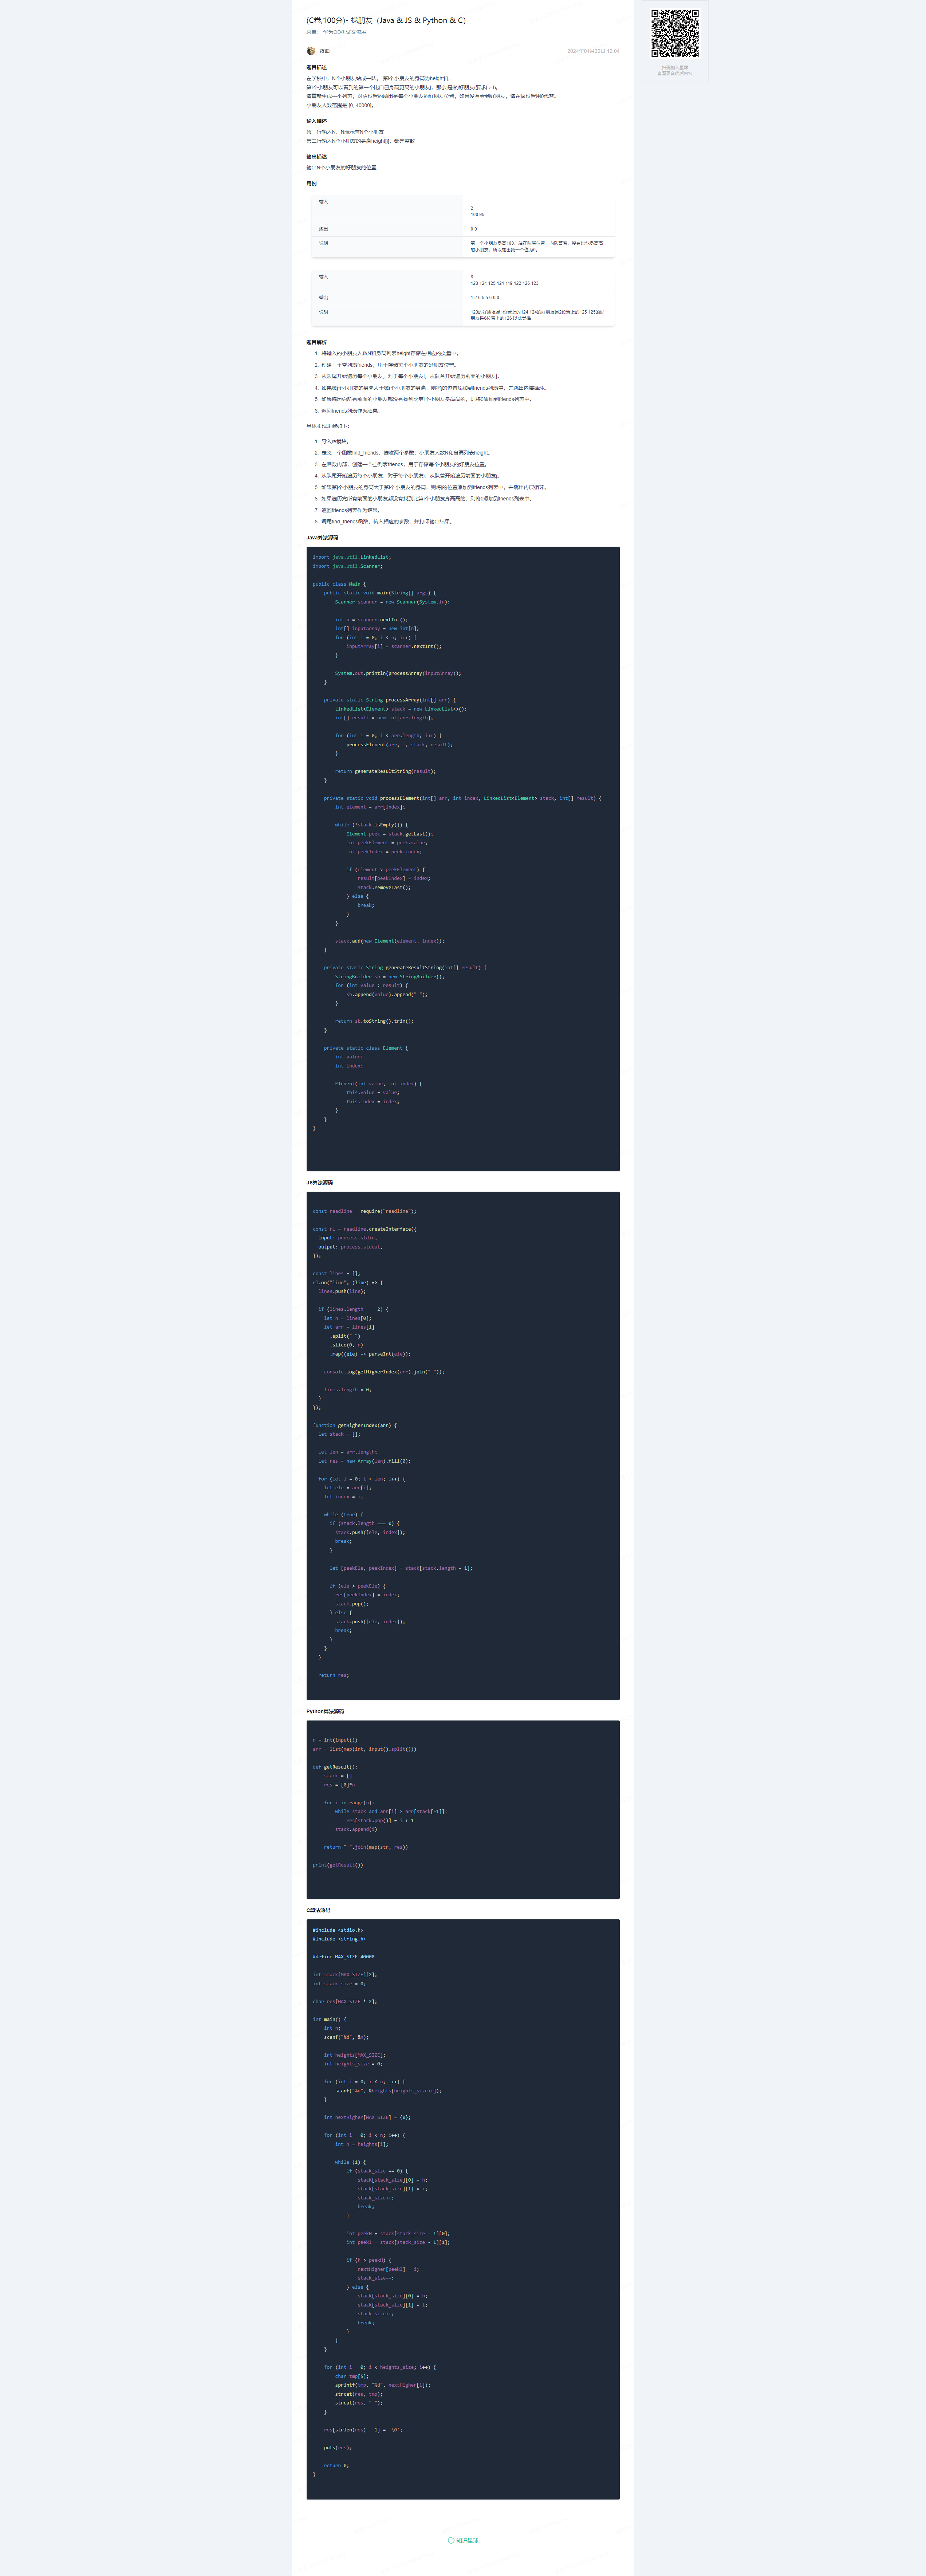 (C卷,100分)- 找朋友（Java & JS & Python & C）
来自： 华为OD机试交流圈
2024年04月28日 12:04
扫码加入星球
查看更多优质内容
题目描述
在学校中，N个小朋友站成一队， 第i个小朋友的身高为height[i]，
第i个小朋友可以看到的第一个比自己身高更高的小朋友j，那么j是i的好朋友(要求j > i)。
请重新生成一个列表，对应位置的输出是每个小朋友的好朋友位置，如果没有看到好朋友，请在该位置用0代替。
小朋友人数范围是 [0, 40000]。
输入描述
第一行输入N，N表示有N个小朋友
第二行输入N个小朋友的身高height[i]，都是整数
输出描述
输出N个小朋友的好朋友的位置
用例
输入
2
100 95
输出
0 0
说明
第一个小朋友身高100，站在队尾位置，向队首看，没有比他身高高的小朋友，所以输出第一个值为0。
输入
8
123 124 125 121 119 122 126 123
输出
1 2 6 5 5 6 0 0
说明
123的好朋友是1位置上的124 124的好朋友是2位置上的125 125的好
朋友是6位置上的126 以此类推
题目解析
1. 将输入的小朋友人数N和身高列表height存储在相应的变量中。
2. 创建一个空列表friends，用于存储每个小朋友的好朋友位置。
3. 从队尾开始遍历每个小朋友，对于每个小朋友i，从队首开始遍历前面的小朋友j。
4. 如果第j个小朋友的身高大于第i个小朋友的身高，则将j的位置添加到friends列表中，并跳出内层循环。
5. 如果遍历完所有前面的小朋友都没有找到比第i个小朋友身高高的，则将0添加到friends列表中。
6. 返回friends列表作为结果。
具体实现步骤如下：
1. 导入re模块。
2. 定义一个函数find_friends，接收两个参数：小朋友人数N和身高列表height。
3. 在函数内部，创建一个空列表friends，用于存储每个小朋友的好朋友位置。
4. 从队尾开始遍历每个小朋友，对于每个小朋友i，从队首开始遍历前面的小朋友j。
5. 如果第j个小朋友的身高大于第i个小朋友的身高，则将j的位置添加到friends列表中，并跳出内层循环。
6. 如果遍历完所有前面的小朋友都没有找到比第i个小朋友身高高的，则将0添加到friends列表中。
7. 返回friends列表作为结果。
8. 调用find_friends函数，传入相应的参数，并打印输出结果。
Java算法源码
import java.util.LinkedList;
import java.util.Scanner;
public class Main {
public static void main(String[] args) {
Scanner scanner = new Scanner(System.in);
int n = scanner.nextInt();
int[] inputArray = new int[n];
for (int i = 0; i < n; i++) {
inputArray[i] = scanner.nextInt();
}
System.out.println(processArray(inputArray));
}
private static String processArray(int[] arr) {
LinkedList<Element> stack = new LinkedList<>();
int[] result = new int[arr.length];
for (int i = 0; i < arr.length; i++) {
processElement(arr, i, stack, result);
}
return generateResultString(result);
}
private static void processElement(int[] arr, int index, LinkedList<Element> stack, int[] result) {
int element = arr[index];
while (!stack.isEmpty()) {
Element peek = stack.getLast();
int peekElement = peek.value;
int peekIndex = peek.index;
if (element > peekElement) {
result[peekIndex] = index;
stack.removeLast();
} else {
break;
}
}
stack.add(new Element(element, index));
}
private static String generateResultString(int[] result) {
StringBuilder sb = new StringBuilder();
for (int value : result) {
sb.append(value).append(" ");
}
return sb.toString().trim();
}
private static class Element {
int value;
int index;
Element(int value, int index) {
this.value = value;
this.index = index;
}
}
}
JS算法源码
const readline = require("readline");
const rl = readline.createInterface({
input: process.stdin,
output: process.stdout,
});
const lines = [];
rl.on("line", (line) => {
lines.push(line);
if (lines.length === 2) {
let n = lines[0];
let arr = lines[1]
.split(" ")
.slice(0, n)
.map((ele) => parseInt(ele));
console.log(getHigherIndex(arr).join(" "));
lines.length = 0;
}
});
function getHigherIndex(arr) {
let stack = [];
let len = arr.length;
let res = new Array(len).fill(0);
for (let i = 0; i < len; i++) {
let ele = arr[i];
let index = i;
while (true) {
if (stack.length === 0) {
stack.push([ele, index]);
break;
}
let [peekEle, peekIndex] = stack[stack.length - 1];
if (ele > peekEle) {
res[peekIndex] = index;
stack.pop();
} else {
stack.push([ele, index]);
break;
}
}
}
return res;
Python算法源码
n = int(input())
arr = list(map(int, input().split()))
def getResult():
stack = []
res = [0]*n
for i in range(n):
while stack and arr[i] > arr[stack[-1]]:
res[stack.pop()] = i + 1
stack.append(i)
return " ".join(map(str, res))
print(getResult())
C算法源码
#include <stdio.h>
#include <string.h>
#define MAX_SIZE 40000
int stack[MAX_SIZE][2];
int stack_size = 0;
char res[MAX_SIZE * 2];
int main() {
int n;
scanf("%d", &n);
int heights[MAX_SIZE];
int heights_size = 0;
for (int i = 0; i < n; i++) {
scanf("%d", &heights[heights_size++]);
}
int nextHigher[MAX_SIZE] = {0};
for (int i = 0; i < n; i++) {
int h = heights[i];
while (1) {
if (stack_size == 0) {
stack[stack_size][0] = h;
stack[stack_size][1] = i;
stack_size++;
break;
}
int peekH = stack[stack_size - 1][0];
int peekI = stack[stack_size - 1][1];
if (h > peekH) {
nextHigher[peekI] = i;
stack_size--;
} else {
stack[stack_size][0] = h;
stack[stack_size][1] = i;
stack_size++;
break;
}
}
}
for (int i = 0; i < heights_size; i++) {
char tmp[5];
sprintf(tmp, "%d", nextHigher[i]);
strcat(res, tmp);
strcat(res, " ");
}
res[strlen(res) - 1] = '\0';
puts(res);
return 0;
}
知识星球